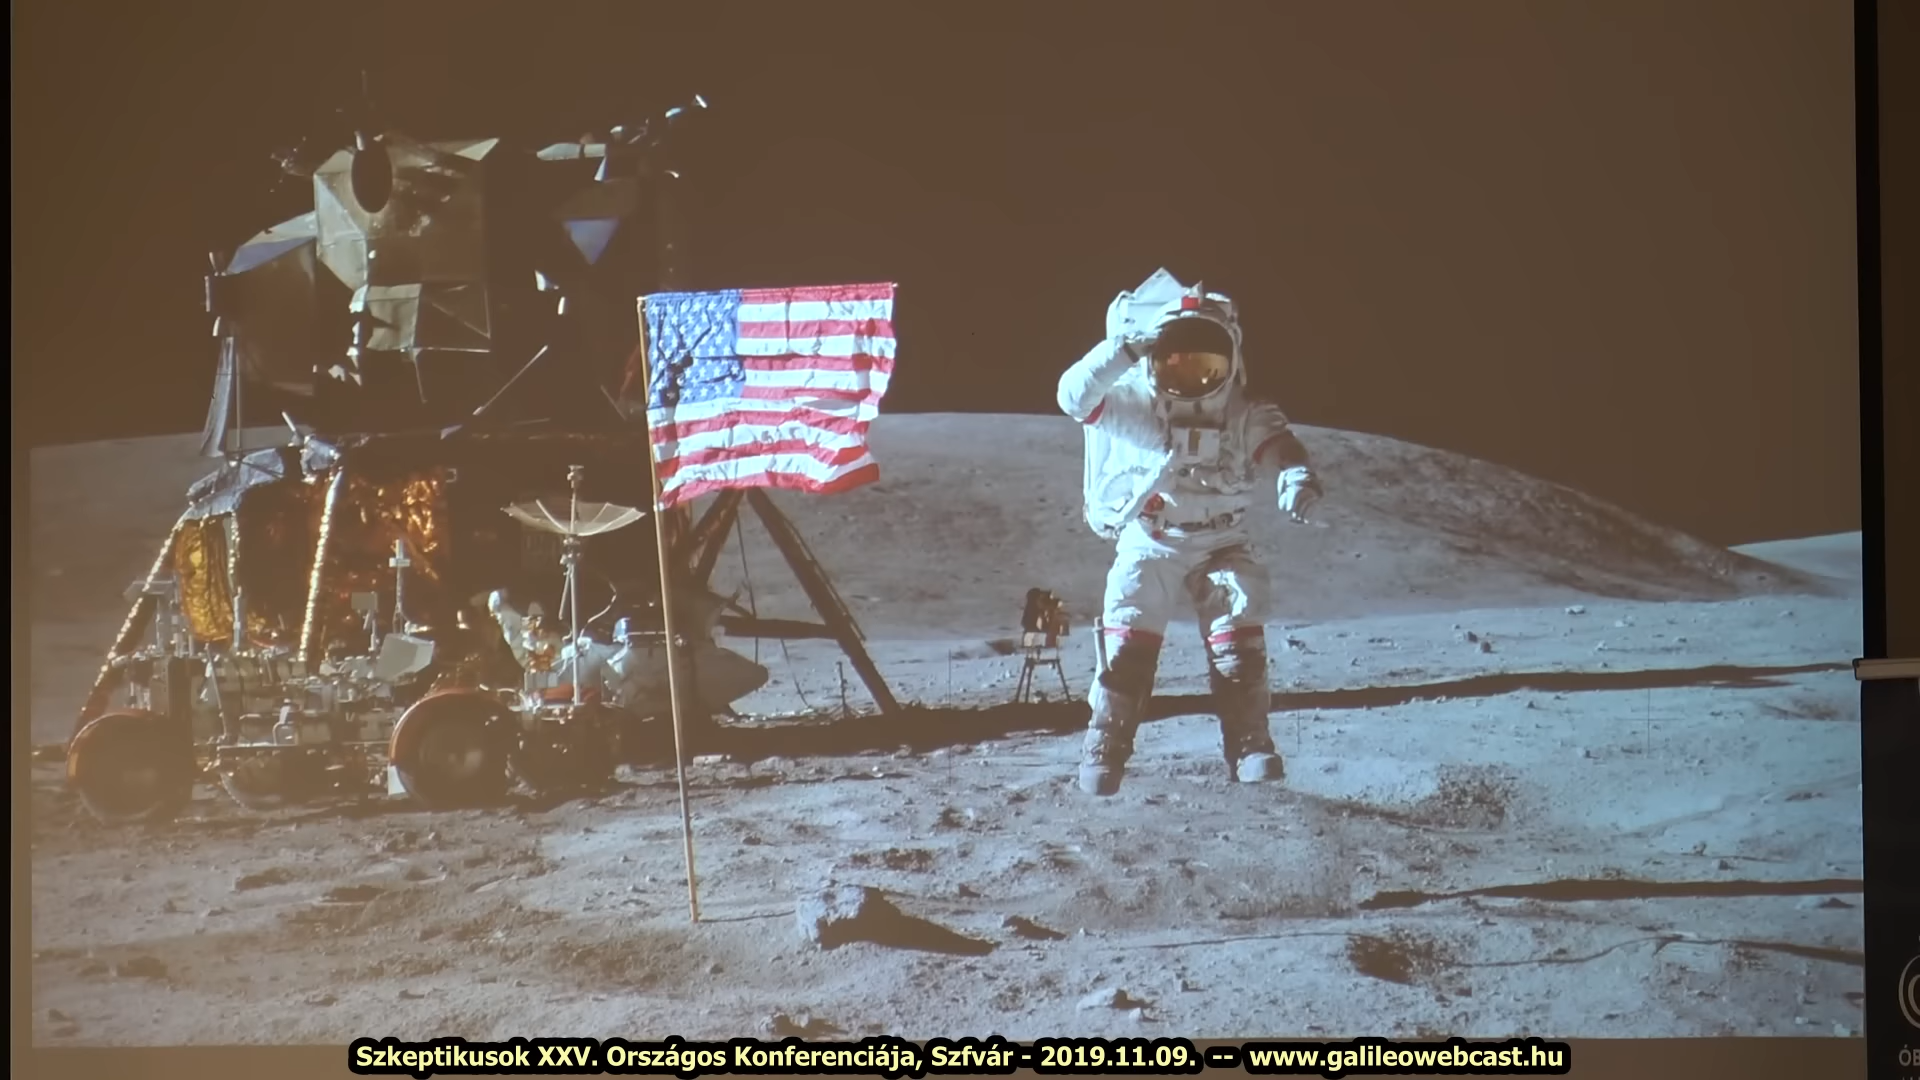 Szkeptikusok XXV. Országos Konferenciája, Szfvár - 2019.11.09. -- www.galileowebcast.hu